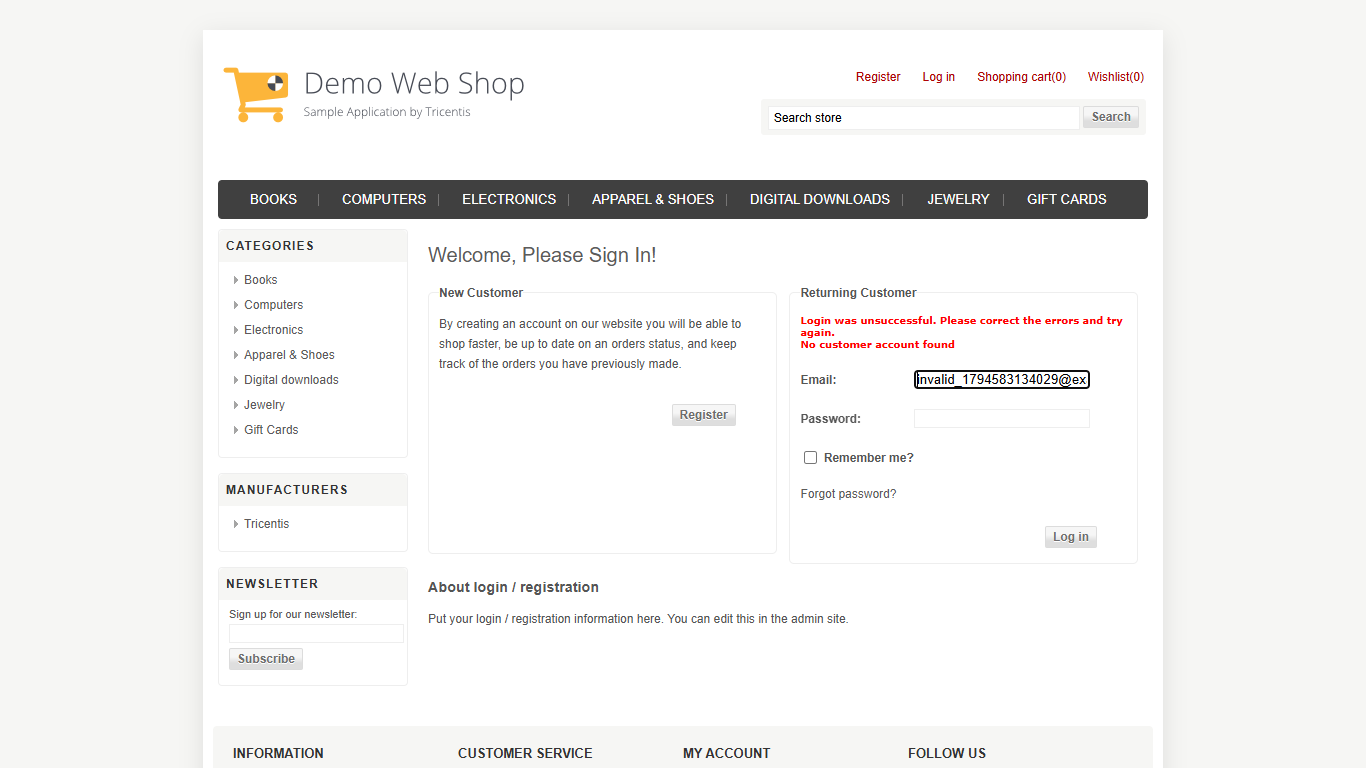 Demo Web Shop
Sample Application by Tricentis
Register
Log in
Shopping cart(0)
Wishlist(0)
Search store
Search
BOOKS
COMPUTERS
ELECTRONICS
APPAREL & SHOES
DIGITAL DOWNLOADS
JEWELRY
GIFT CARDS
CATEGORIES
Books
Computers
Electronics
Apparel & Shoes
Digital downloads
Jewelry
Gift Cards
MANUFACTURERS
Tricentis
NEWSLETTER
Sign up for our newsletter:
Subscribe
Welcome, Please Sign In!
New Customer
By creating an account on our website you will be able to
shop faster, be up to date on an orders status, and keep
track of the orders you have previously made.
Register
Returning Customer
Login was unsuccessful. Please correct the errors and try
again.
No customer account found
Email:
invalid_1794583134029@ex
Password:
Remember me?
Forgot password?
Log in
About login / registration
Put your login / registration information here. You can edit this in the admin site.
INFORMATION
CUSTOMER SERVICE
MY ACCOUNT
FOLLOW US